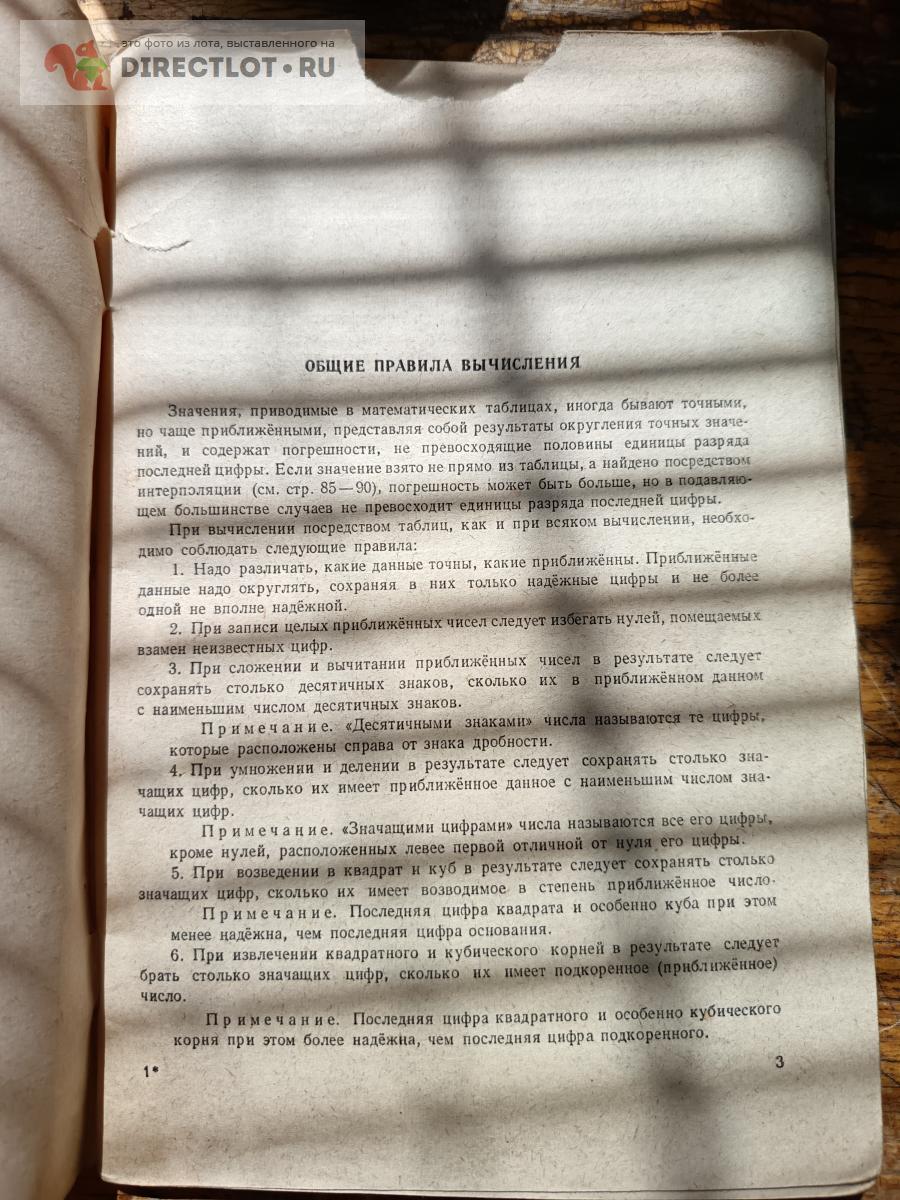 это фото из лота, выставленного на
DIRECTLOT•RU
ОБЩИЕ ПРАВИЛА ВЫЧИСЛЕНИЯ
Значения, приводимые в математических таблицах, иногда бывают точными,
но чаще приближёнными, представляя собой результаты округления точных значе-
ний, и содержат погрешности, не превосходящие половины единицы разряда
последней цифры. Если значение взято не прямо из таблицы, а найдено посредством
интерполяции (см. стр. 85—90), погрешность может быть больше, но в подавляю-
щем большинстве случаев не превосходит единицы разряда последней цифры.
При вычислении посредством таблиц, как и при всяком вычислении, необхо-
димо соблюдать следующие правила:
1. Надо различать, какие данные точны, какие приближённы. Приближённые
данные надо округлять, сохраняя в них только надёжные цифры и не более
одной не вполне надёжной.
2. При записи целых приближённых чисел следует избегать нулей, помещаемых
взамен неизвестных цифр.
3. При сложении и вычитании приближённых чисел в результате следует
сохранять столько десятичных знаков, сколько их в приближённом данном
с наименьшим числом десятичных знаков.
Примечание. «Десятичными знаками» числа называются те цифры,
которые расположены справа от знака дробности.
4. При умножении и делении в результате следует сохранять столько зна-
чащих цифр, сколько их имеет приближённое данное с наименьшим числом зна-
чащих цифр.
Примечание. «Значащими цифрами» числа называются все его цифры,
кроме нулей, расположенных левее первой отличной от нуля его цифры.
5. При возведении в квадрат и куб в результате следует сохранять столько
значащих цифр, сколько их имеет возводимое в степень приближённое число.
Примечание. Последняя цифра квадрата и особенно куба при этом
менее надёжна, чем последняя цифра основания.
6. При извлечении квадратного и кубического корней в результате следует
брать столько значащих цифр, сколько их имеет подкоренное (приближённое)
число.
Примечание. Последняя цифра квадратного и особенно кубического
корня при этом более надёжна, чем последняя цифра подкоренного.
1*
3